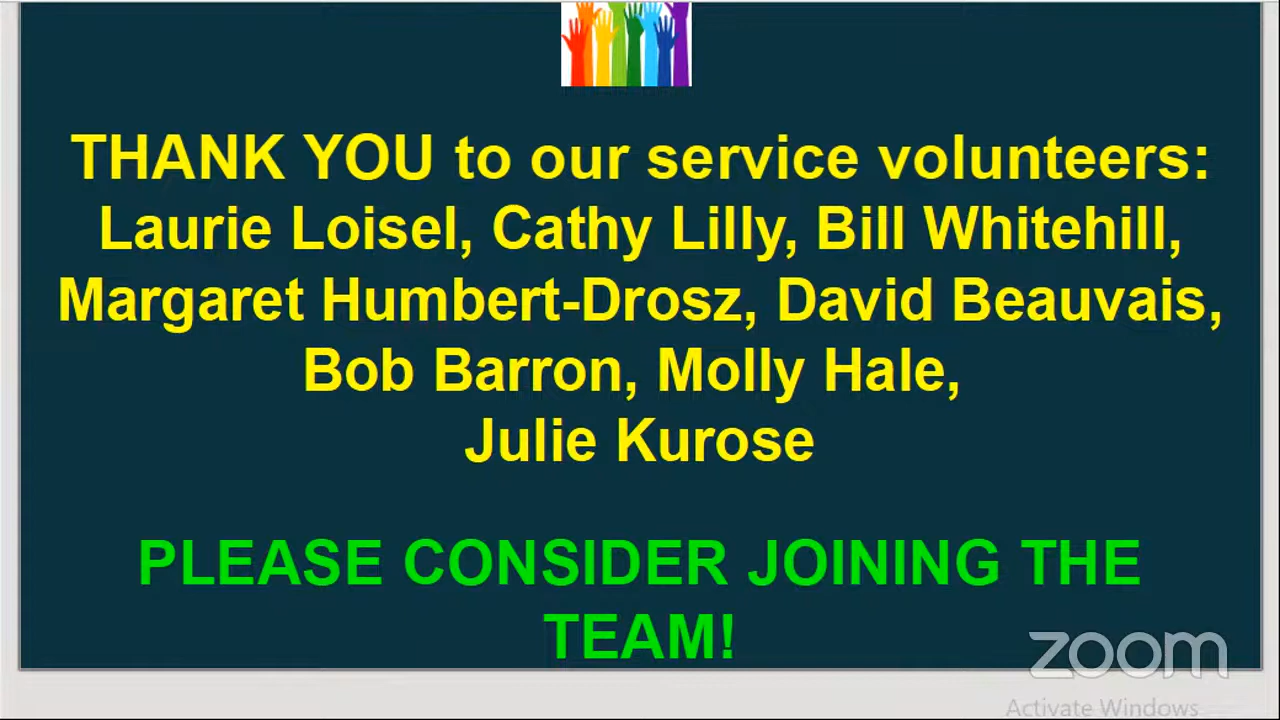 THANK YOU to our service volunteers:
Laurie Loisel, Cathy Lilly, Bill Whitehill,
Margaret Humbert-Drosz, David Beauvais,
Bob Barron, Molly Hale,
Julie Kurose
PLEASE CONSIDER JOINING THE
TEAM!
zoom
Activate Windows